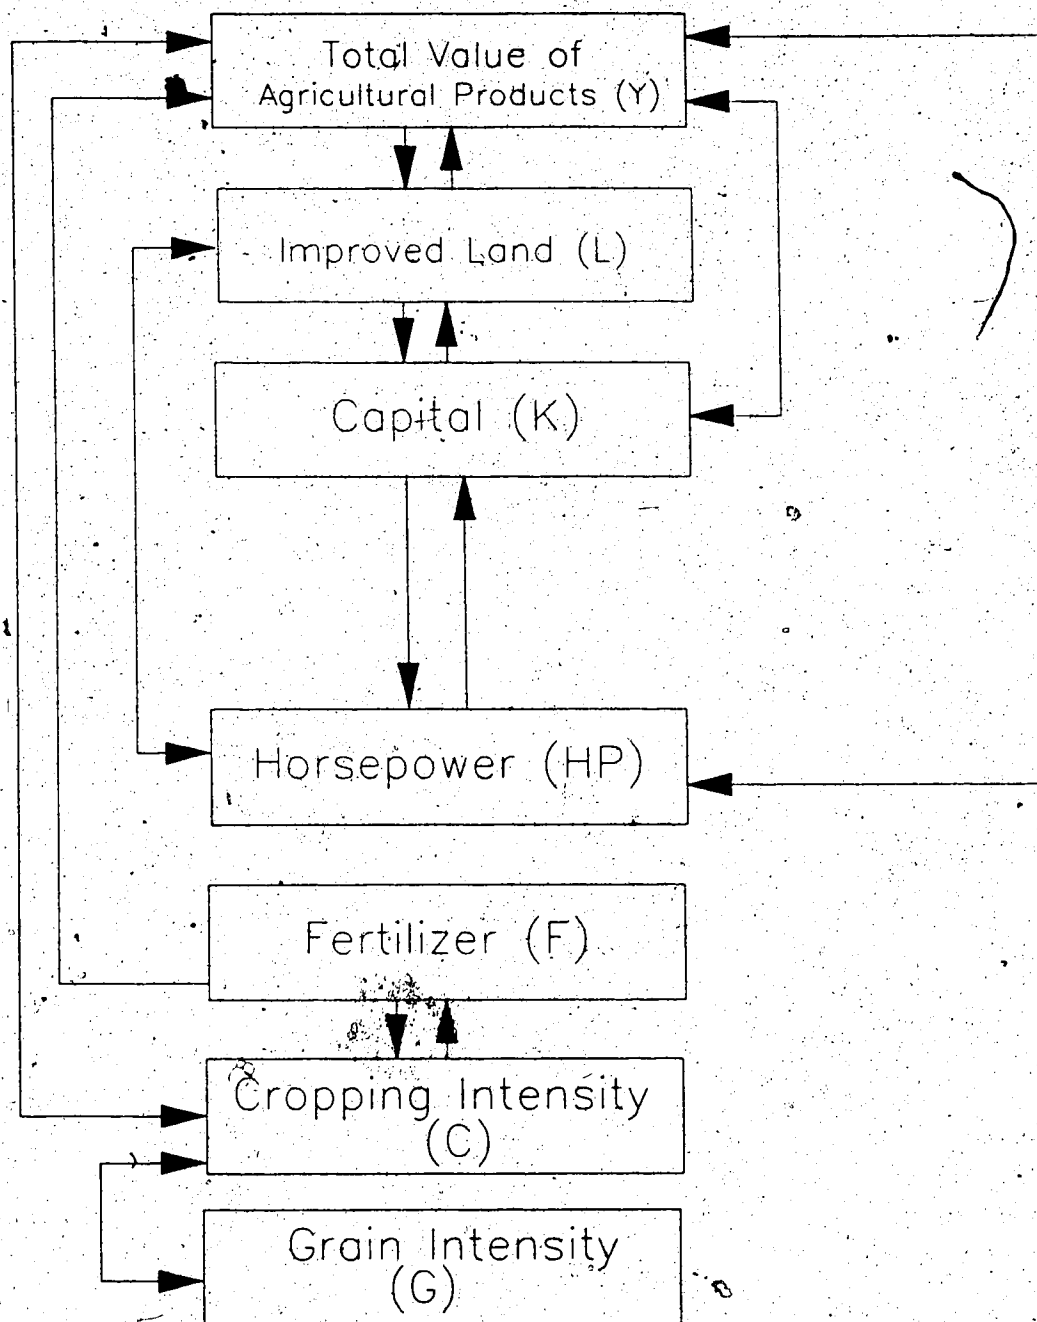 Total Value of
Agricultural Products (Y)
Improved Land (L)
Capital (K)
Horsepower (HP)
Fertilizer (F)
Cropping Intensity
(C)
Grain Intensity
(G)